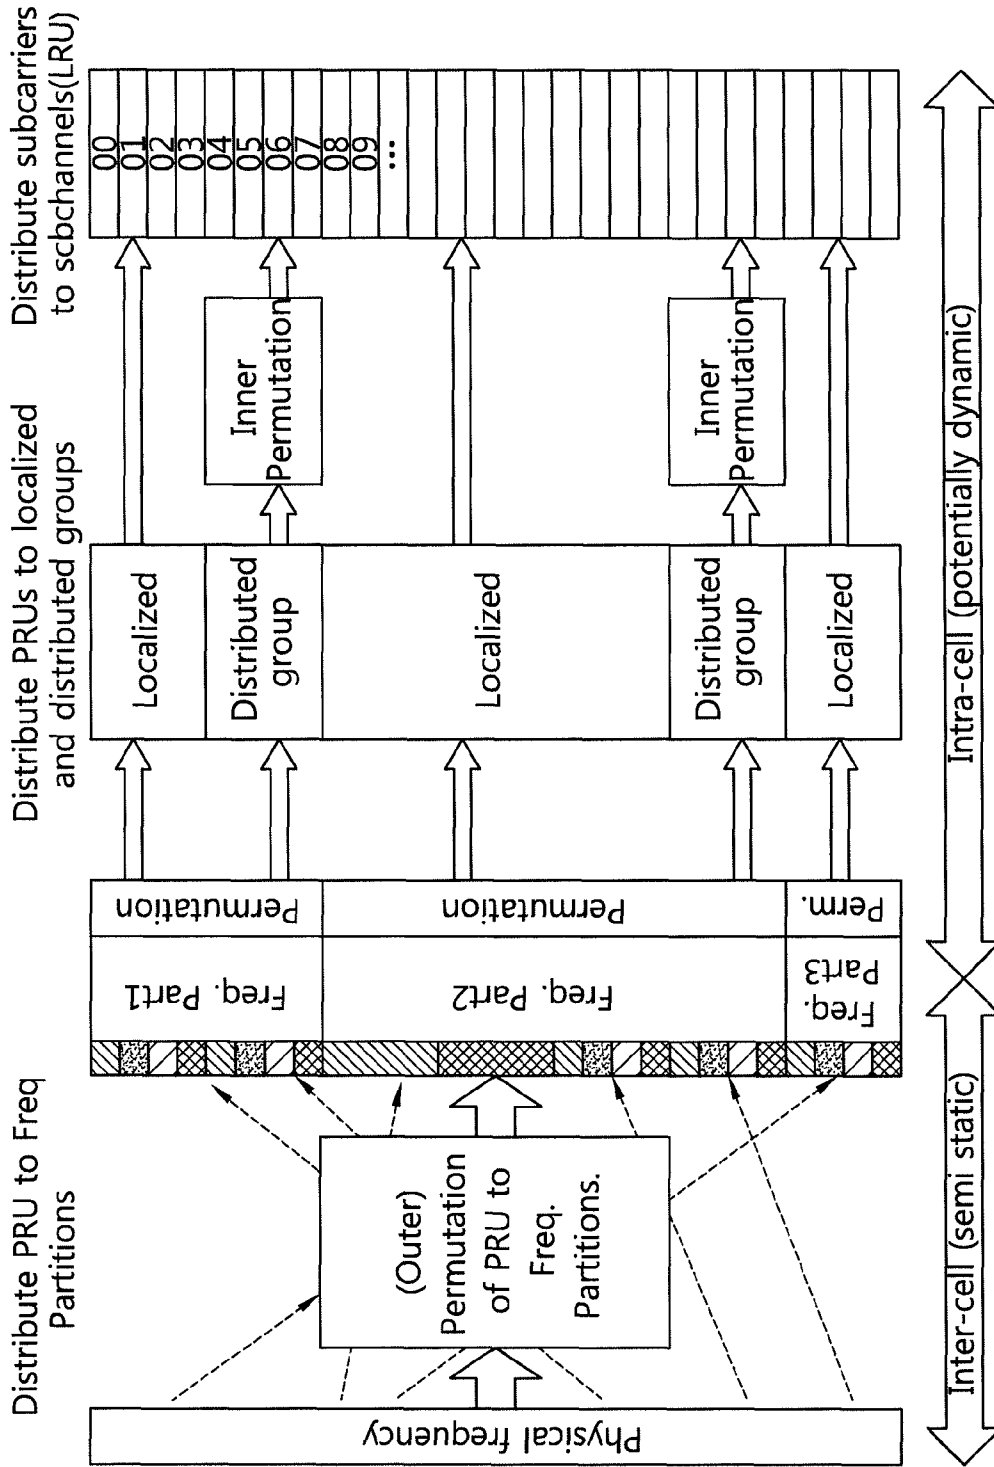 Distribute PRU to Freq
Partitions
Distribute PRUs to localized
and distributed groups
Distribute subcarriers
to scbchannels(LRU)
Physical frequency
(Outer)
Permutation
of PRU to
Freq.
Partitions.
Freq. Part1
Freq. Part2
Freq.
Part3
Permutation
Permutation
Perm.
Localized
Distributed
group
Localized
Distributed
group
Localized
Inner
Permutation
Inner
Permutation
00
01
02
03
04
05
06
07
08
09
...
Inter-cell (semi static)
Intra-cell (potentially dynamic)